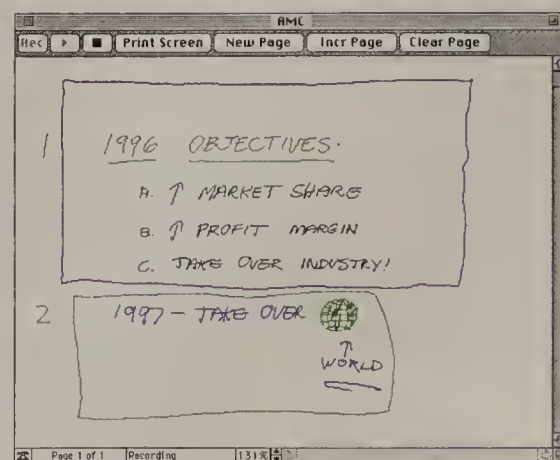 AMC
Rec Print Screen New Page Incr Page Clear Page
1
1996 OBJECTIVES.
A. ↑ MARKET SHARE
B. ↑ PROFIT MARGIN
C. TAKE OVER INDUSTRY!
2
1997 - TAKE OVER
↑
WORLD
Page 1 of 1 Recording 131%